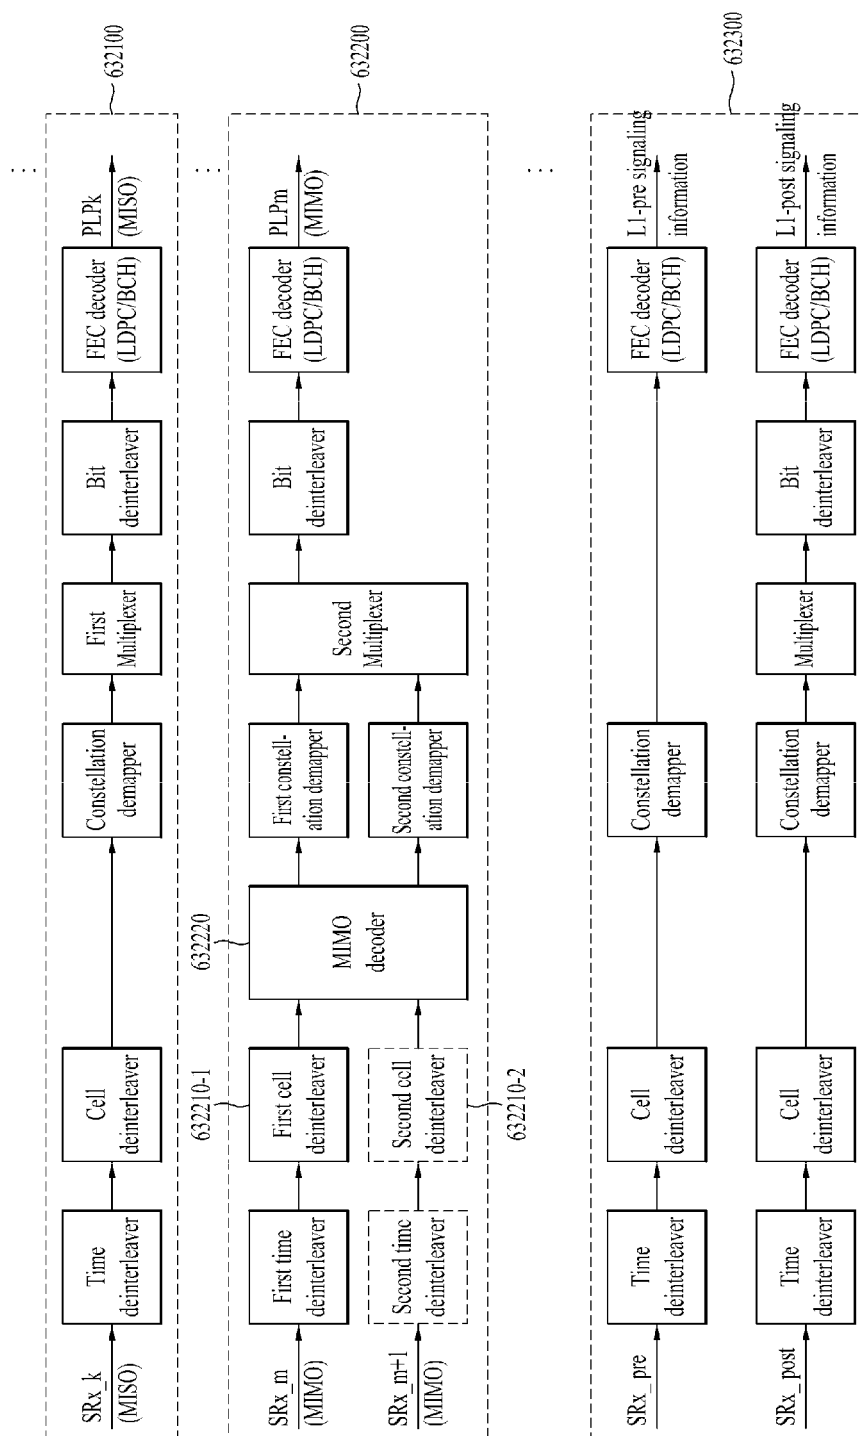 632100
SRx_k
(MISO)
Time
deinterleaver
Cell
deinterleaver
Constellation
demapper
First
Multiplexer
Bit
deinterleaver
FEC decoder
(LDPC/BCH)
PLPk
(MISO)
...
632200
SRx_m
(MIMO)
First time
deinterleaver
632210-1
First cell
deinterleaver
632220
MIMO
decoder
First constell-
ation demapper
Second
Multiplexer
Bit
deinterleaver
FEC decoder
(LDPC/BCH)
PLPm
(MIMO)
...
SRx_m+1
(MIMO)
Second time
deinterleaver
Second cell
deinterleaver
632210-2
Second constell-
ation demapper
...
632300
SRx_pre
Time
deinterleaver
Cell
deinterleaver
Constellation
demapper
FEC decoder
(LDPC/BCH)
L1-pre signaling
information
SRx_post
Time
deinterleaver
Cell
deinterleaver
Constellation
demapper
Multiplexer
Bit
deinterleaver
FEC decoder
(LDPC/BCH)
L1-post signaling
information